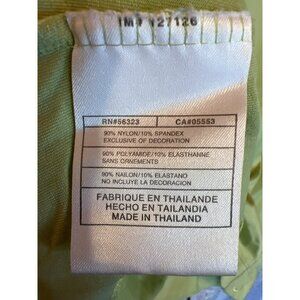 RN#56323 CA#05553
90% NYLON/10% SPANDEX
EXCLUSIVE OF DECORATION
90% POLYAMIDE/10% ELASTHANNE
SANS ORNEMENTS
90% NAILON/10% ELASTANO
NO INCLUYE LA DECORACION
FABRIQUE EN THAILANDE
HECHO EN TAILANDIA
MADE IN THAILAND